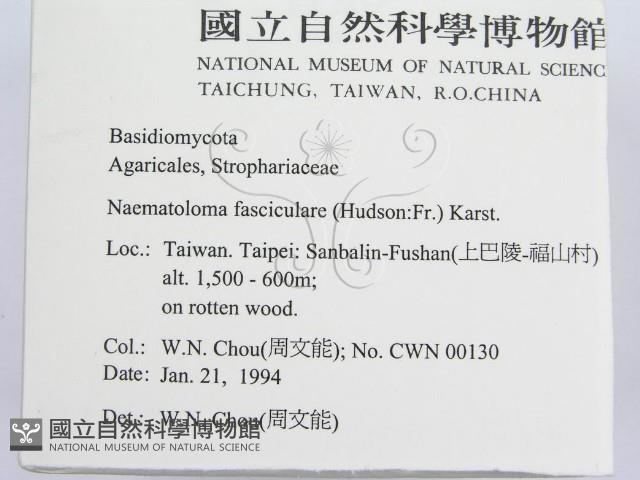 國立自然科學博物館
NATIONAL MUSEUM OF NATURAL SCIENC
TAICHUNG, TAIWAN, R.O.CHINA
Basidiomycota
Agaricales, Strophariaceae
Naematoloma fasciculare (Hudson:Fr.) Karst.
Loc.: Taiwan. Taipei: Sanbalin-Fushan(上巴陵-福山村)
alt. 1,500 - 600m;
on rotten wood.
Col.: W.N. Chou(周文能); No. CWN 00130
Date: Jan. 21, 1994
Det.: W.N. Chou(周文能)
國立自然科學博物館
NATIONAL MUSEUM OF NATURAL SCIENCE